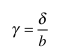 γ = δ / b